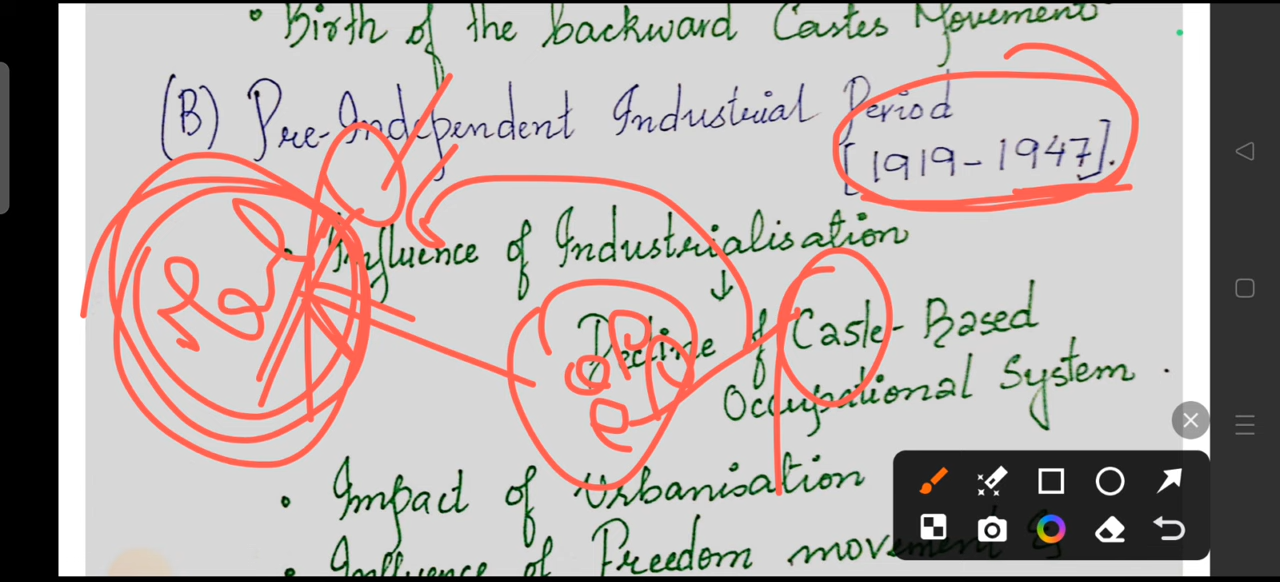 • Birth of the backward Castes Movement
(B) Pre-Independent Industrial Period
[1919-1947].
• Influence of Industrialisation
↓
Decline of Caste-Based
Occupational System.
• Impact of Urbanisation
• Influence of Freedom movement &